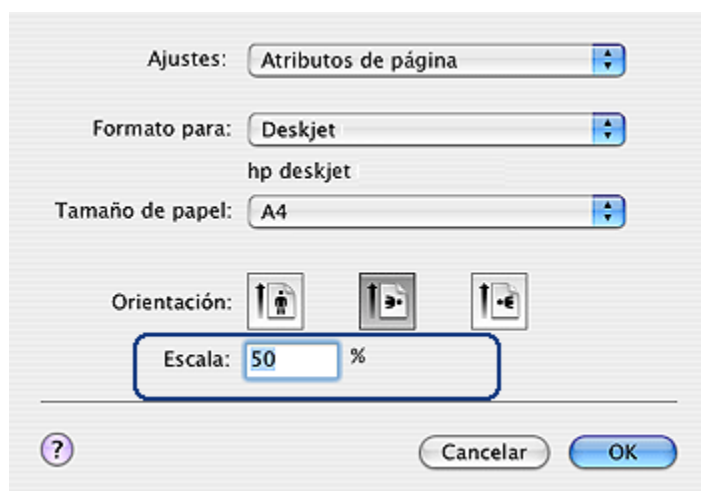 Ajustes: Atributos de página
Formato para: Deskjet
hp deskjet
Tamaño de papel: A4
Orientación:
Escala: 50 %
? Cancelar OK